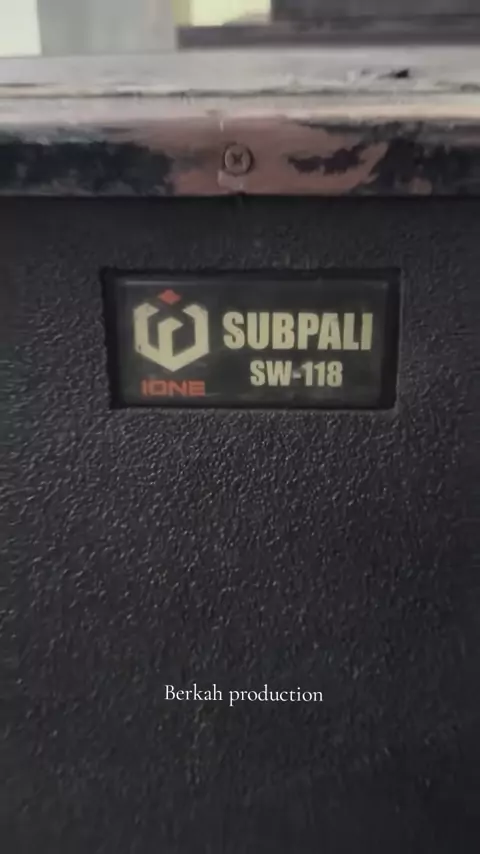 SUBPALI
SW-118
IONE
Berkah production